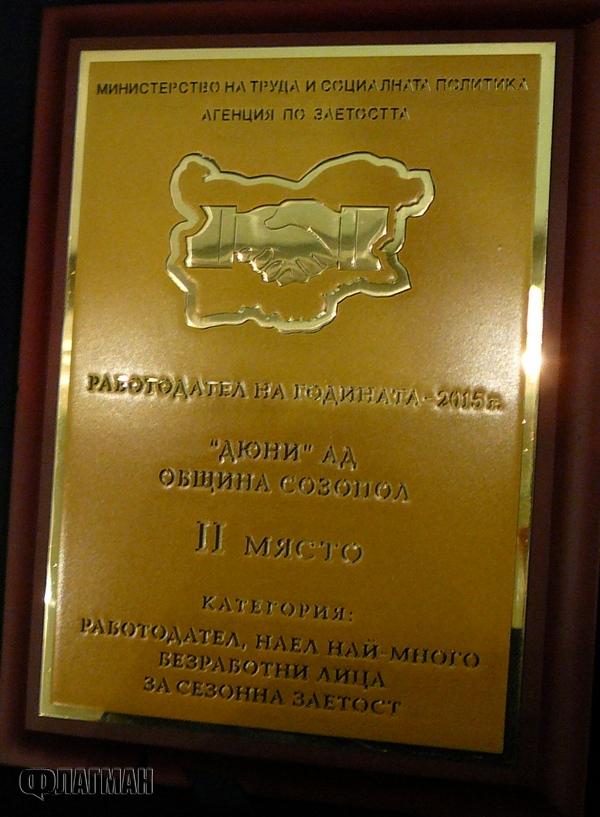 МИНИСТЕРСТВО НА ТРУДА И СОЦИАЛНАТА ПОЛИТИКА
АГЕНЦИЯ ПО ЗАЕТОСТТА
РАБОТОДАТЕЛ НА ГОДИНАТА - 2015 г.
"ДЮНИ" АД
ОБЩИНА СОЗОПОЛ
II МЯСТО
КАТЕГОРИЯ:
РАБОТОДАТЕЛ, НАЕЛ НАЙ-МНОГО
БЕЗРАБОТНИ ЛИЦА
ЗА СЕЗОННА ЗАЕТОСТ
ФЛАГМАН